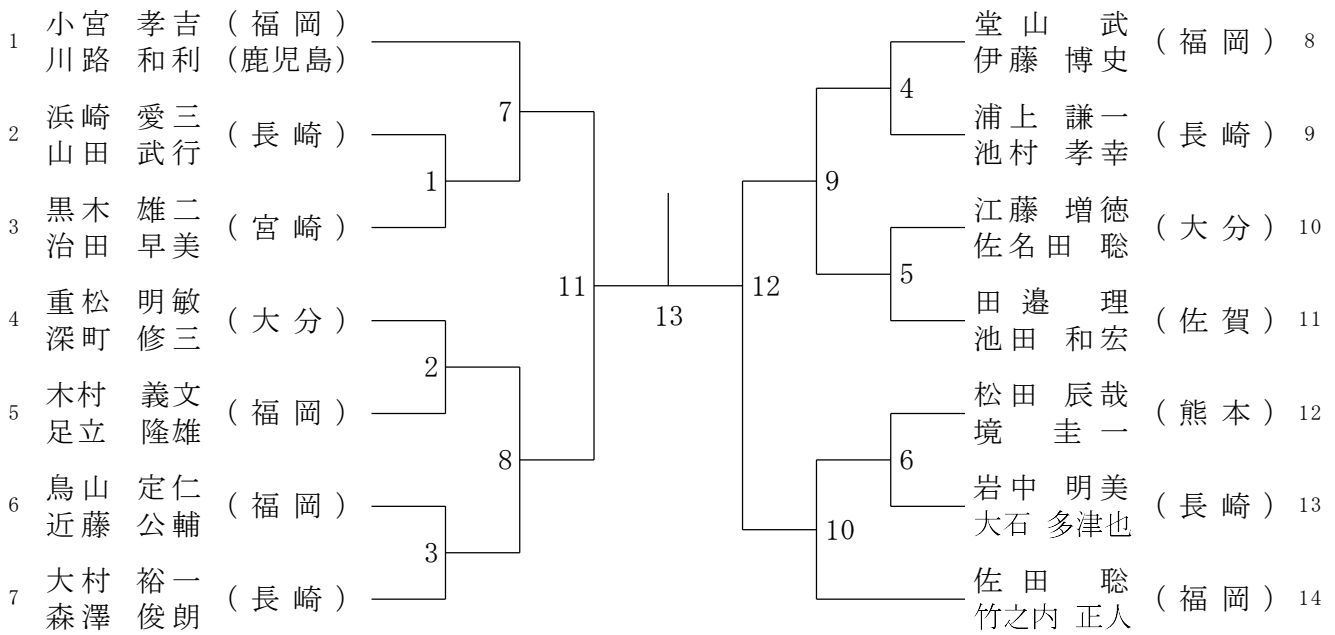 1 小宮 孝吉 (福岡)
川路 和利 (鹿児島)
2 浜崎 愛三 (長崎)
山田 武行
3 黒木 雄二 (宮崎)
治田 早美
4 重松 明敏 (大分)
深町 修三
5 木村 義文 (福岡)
足立 隆雄
6 鳥山 定仁 (福岡)
近藤 公輔
7 大村 裕一 (長崎)
森澤 俊朗
7
1
11
2
8
3
13
12
4
9
5
6
10
堂山 武 (福岡) 8
伊藤 博史
浦上 謙一 (長崎) 9
池村 孝幸
江藤 増徳 (大分) 10
佐名田 聡
田邉 理 (佐賀) 11
池田 和宏
松田 辰哉 (熊本) 12
境 圭一
岩中 明美 (長崎) 13
大石 多津也
佐田 聡 (福岡) 14
竹之内 正人